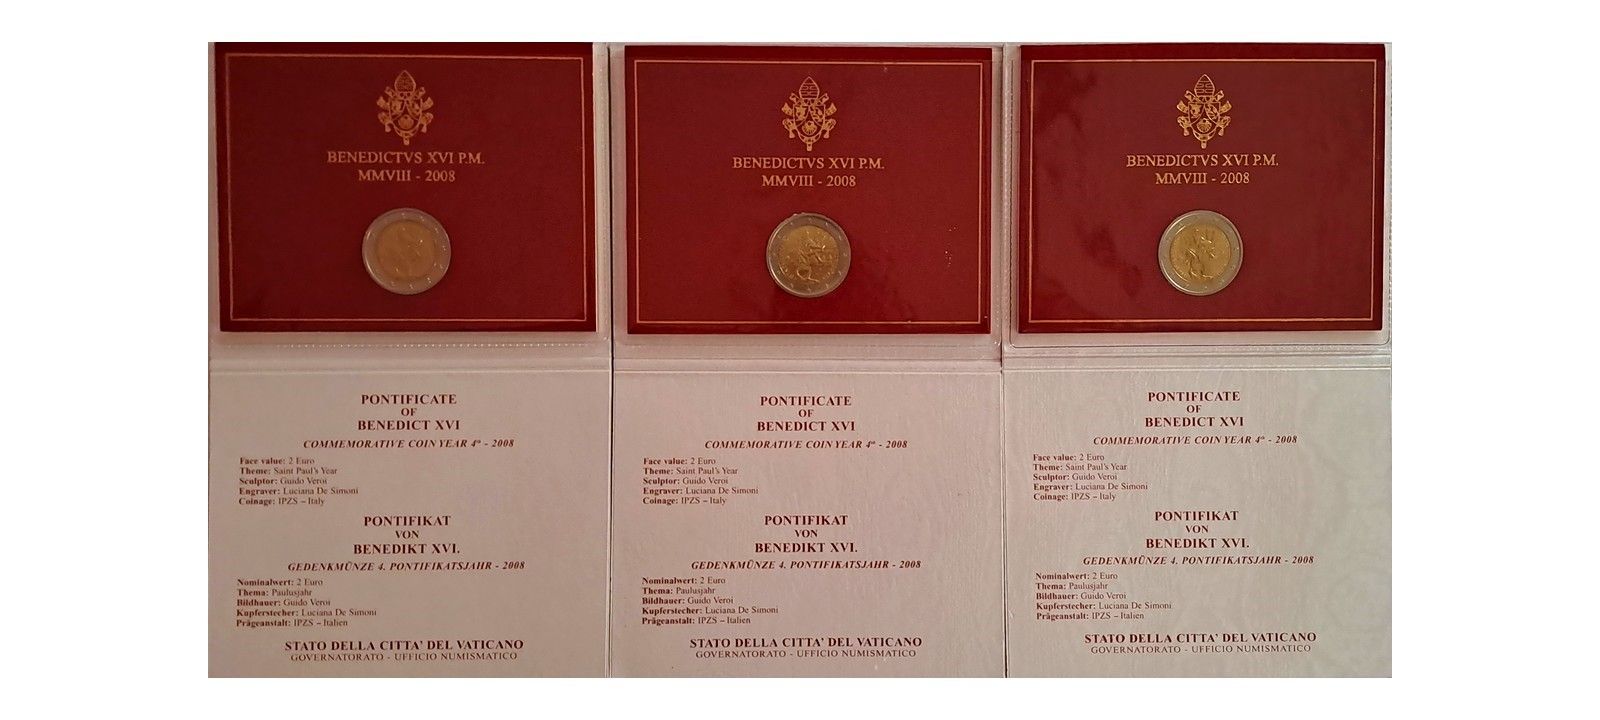 BENEDICTVS XVI P.M.
MMVIII - 2008
PONTIFICATE
OF
BENEDICT XVI
COMMEMORATIVE COIN YEAR 4° - 2008
Face value: 2 Euro
Theme: Saint Paul's Year
Sculptor: Guido Veroi
Engraver: Luciana De Simoni
Coinage: IPZS – Italy
PONTIFIKAT
VON
BENEDIKT XVI.
GEDENKMÜNZE 4. PONTIFIKATSJAHR - 2008
Nominalwert: 2 Euro
Thema: Paulusjahr
Bildhauer: Guido Veroi
Kupferstecher: Luciana De Simoni
Prägeanstalt: IPZS – Italien
STATO DELLA CITTA' DEL VATICANO
GOVERNATORATO - UFFICIO NUMISMATICO
BENEDICTVS XVI P.M.
MMVIII - 2008
PONTIFICATE
OF
BENEDICT XVI
COMMEMORATIVE COIN YEAR 4° - 2008
Face value: 2 Euro
Theme: Saint Paul's Year
Sculptor: Guido Veroi
Engraver: Luciana De Simoni
Coinage: IPZS – Italy
PONTIFIKAT
VON
BENEDIKT XVI.
GEDENKMÜNZE 4. PONTIFIKATSJAHR - 2008
Nominalwert: 2 Euro
Thema: Paulusjahr
Bildhauer: Guido Veroi
Kupferstecher: Luciana De Simoni
Prägeanstalt: IPZS – Italien
STATO DELLA CITTA' DEL VATICANO
GOVERNATORATO - UFFICIO NUMISMATICO
BENEDICTVS XVI P.M.
MMVIII - 2008
PONTIFICATE
OF
BENEDICT XVI
COMMEMORATIVE COIN YEAR 4° - 2008
Face value: 2 Euro
Theme: Saint Paul's Year
Sculptor: Guido Veroi
Engraver: Luciana De Simoni
Coinage: IPZS – Italy
PONTIFIKAT
VON
BENEDIKT XVI.
GEDENKMÜNZE 4. PONTIFIKATSJAHR - 2008
Nominalwert: 2 Euro
Thema: Paulusjahr
Bildhauer: Guido Veroi
Kupferstecher: Luciana De Simoni
Prägeanstalt: IPZS – Italien
STATO DELLA CITTA' DEL VATICANO
GOVERNATORATO - UFFICIO NUMISMATICO